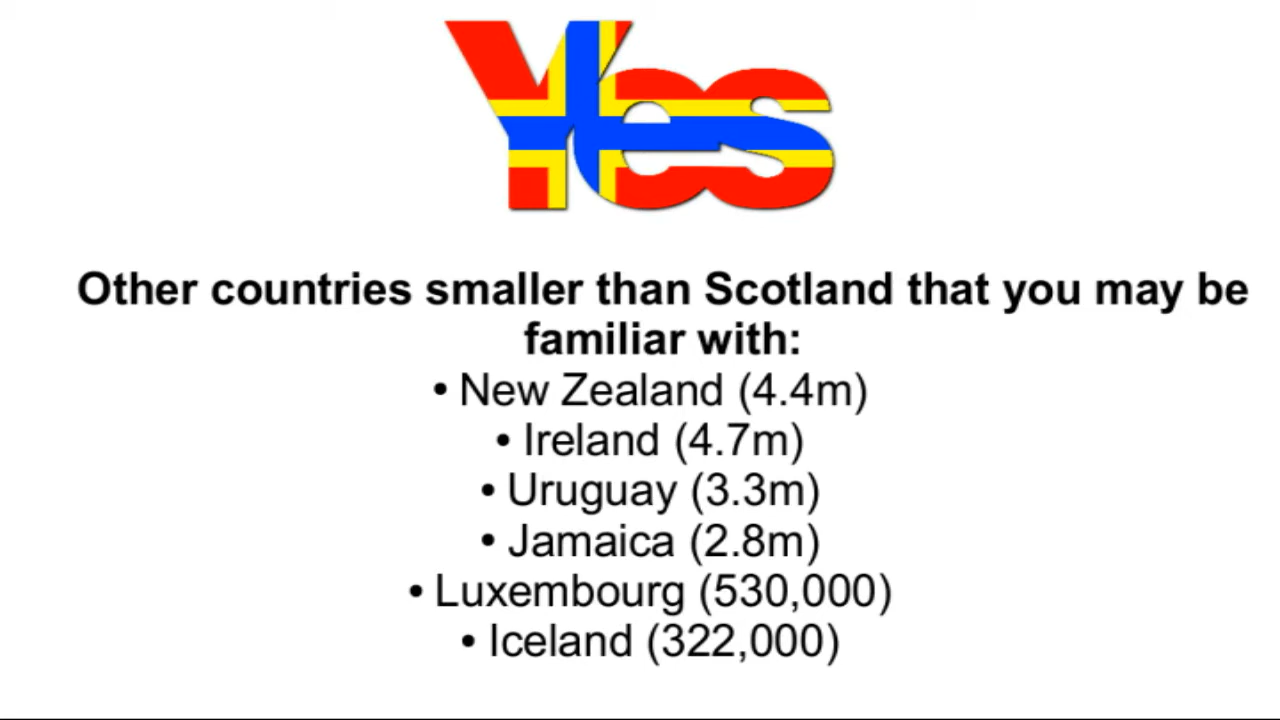 Yes
Other countries smaller than Scotland that you may be
familiar with:
• New Zealand (4.4m)
• Ireland (4.7m)
• Uruguay (3.3m)
• Jamaica (2.8m)
• Luxembourg (530,000)
• Iceland (322,000)